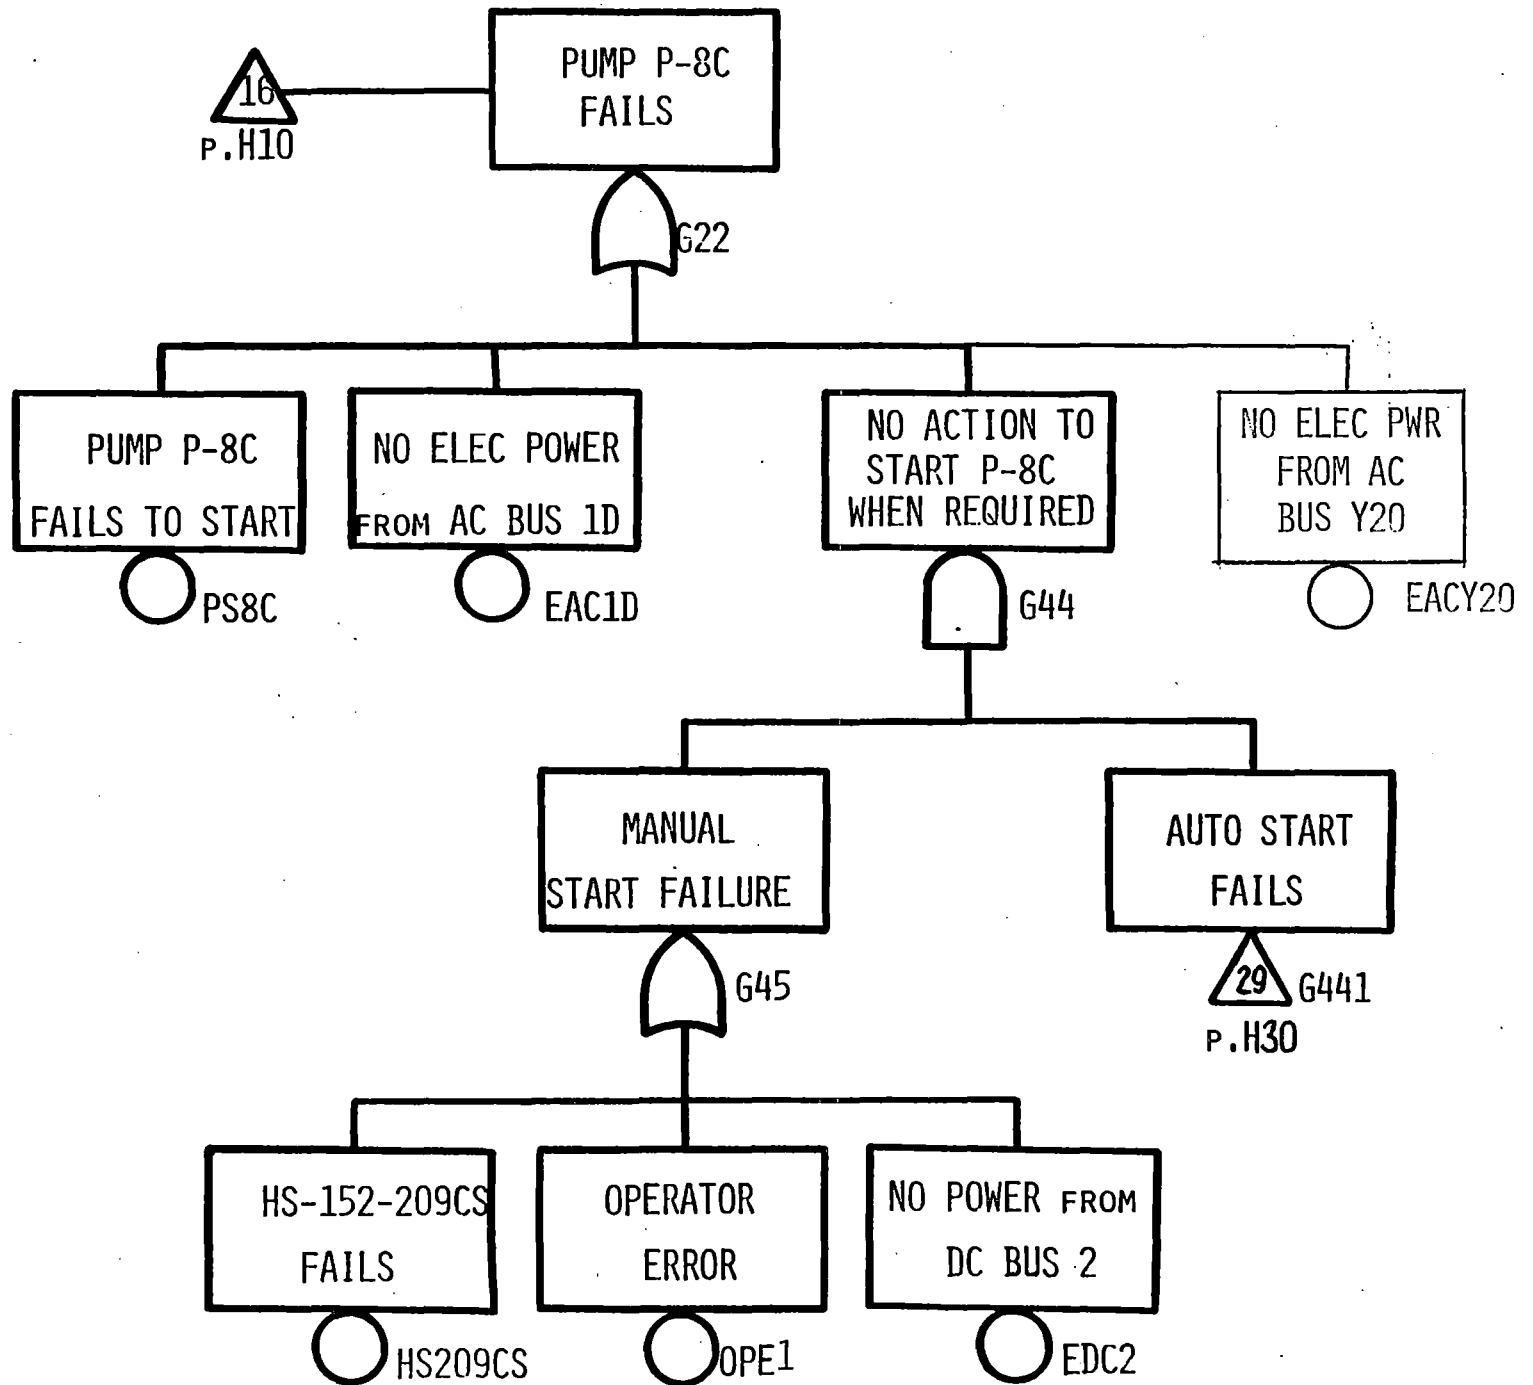 PUMP P-8C
FAILS
16
P.H10
G22
PUMP P-8C
FAILS TO START
PS8C
NO ELEC POWER
FROM AC BUS 1D
EAC1D
NO ACTION TO
START P-8C
WHEN REQUIRED
G44
NO ELEC PWR
FROM AC
BUS Y20
EACY20
MANUAL
START FAILURE
G45
AUTO START
FAILS
29
G441
P.H30
HS-152-209CS
FAILS
HS209CS
OPERATOR
ERROR
OPE1
NO POWER FROM
DC BUS 2
EDC2